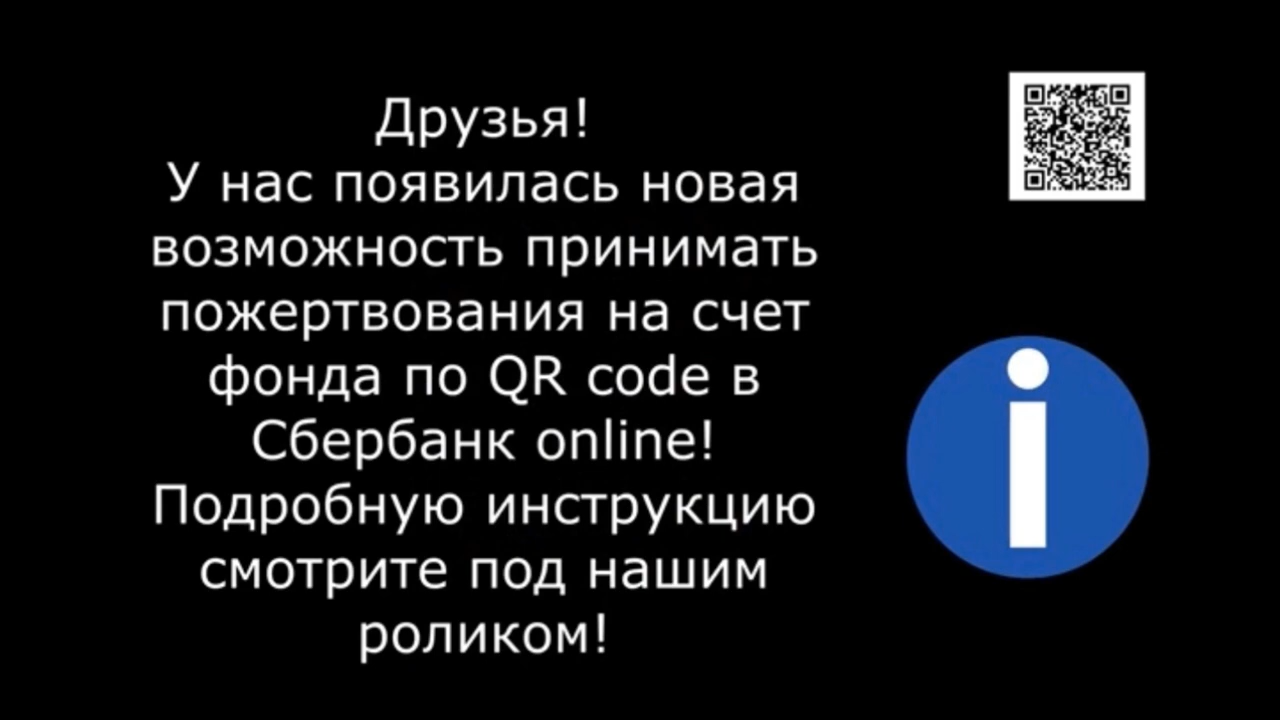 Друзья!
У нас появилась новая
возможность принимать
пожертвования на счет
фонда по QR code в
Сбербанк online!
Подробную инструкцию
смотрите под нашим
роликом!